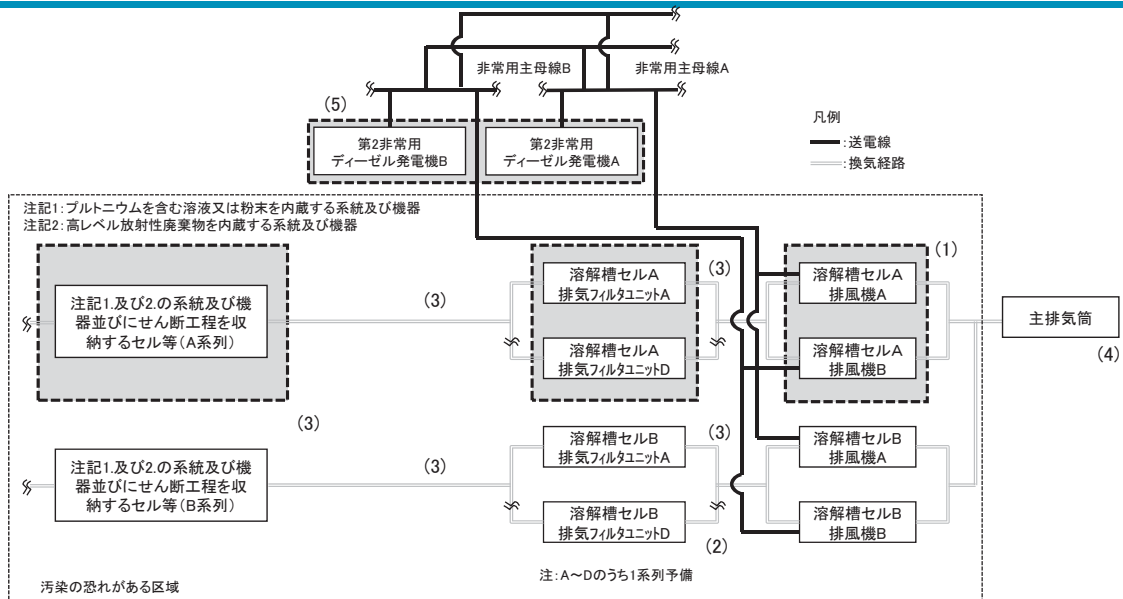 非常用主母線B
非常用主母線A
(5)
第2非常用
ディーゼル発電機B
第2非常用
ディーゼル発電機A
凡例
:送電線
:換気経路
注記1:プルトニウムを含む溶液又は粉末を内蔵する系統及び機器
注記2:高レベル放射性廃棄物を内蔵する系統及び機器
注記1.及び2.の系統及び機
器並びにせん断工程を収
納するセル等(A系列)
(3)
(3)
溶解槽セルA
排気フィルタユニットA
溶解槽セルA
排気フィルタユニットD
(3)
(1)
溶解槽セルA
排風機A
溶解槽セルA
排風機B
主排気筒
(4)
注記1.及び2.の系統及び機
器並びにせん断工程を収
納するセル等(B系列)
(3)
溶解槽セルB
排気フィルタユニットA
溶解槽セルB
排気フィルタユニットD
(3)
(2)
溶解槽セルB
排風機A
溶解槽セルB
排風機B
注:A~Dのうち1系列予備
汚染の恐れがある区域